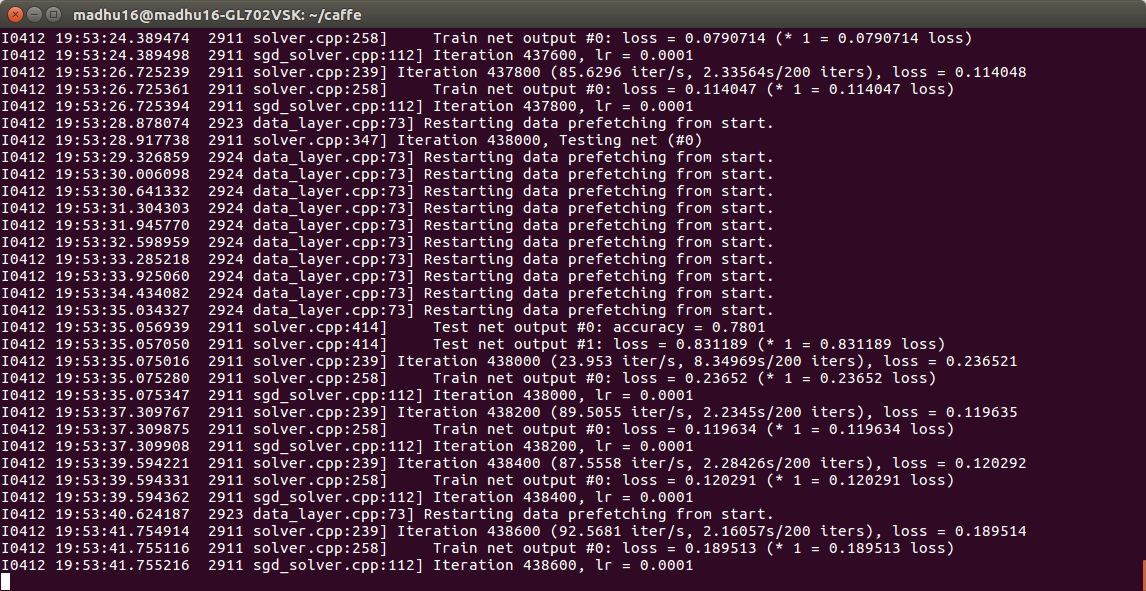 madhu16@madhu16-GL702VSK: ~/caffe
I0412 19:53:24.389474  2911 solver.cpp:258]     Train net output #0: loss = 0.0790714 (* 1 = 0.0790714 loss)
I0412 19:53:24.389498  2911 sgd_solver.cpp:112] Iteration 437600, lr = 0.0001
I0412 19:53:26.725239  2911 solver.cpp:239] Iteration 437800 (85.6296 iter/s, 2.33564s/200 iters), loss = 0.114048
I0412 19:53:26.725361  2911 solver.cpp:258]     Train net output #0: loss = 0.114047 (* 1 = 0.114047 loss)
I0412 19:53:26.725394  2911 sgd_solver.cpp:112] Iteration 437800, lr = 0.0001
I0412 19:53:28.878074  2923 data_layer.cpp:73] Restarting data prefetching from start.
I0412 19:53:28.917738  2911 solver.cpp:347] Iteration 438000, Testing net (#0)
I0412 19:53:29.326859  2924 data_layer.cpp:73] Restarting data prefetching from start.
I0412 19:53:30.006098  2924 data_layer.cpp:73] Restarting data prefetching from start.
I0412 19:53:30.641332  2924 data_layer.cpp:73] Restarting data prefetching from start.
I0412 19:53:31.304303  2924 data_layer.cpp:73] Restarting data prefetching from start.
I0412 19:53:31.945770  2924 data_layer.cpp:73] Restarting data prefetching from start.
I0412 19:53:32.598959  2924 data_layer.cpp:73] Restarting data prefetching from start.
I0412 19:53:33.285218  2924 data_layer.cpp:73] Restarting data prefetching from start.
I0412 19:53:33.925060  2924 data_layer.cpp:73] Restarting data prefetching from start.
I0412 19:53:34.434082  2924 data_layer.cpp:73] Restarting data prefetching from start.
I0412 19:53:35.034327  2924 data_layer.cpp:73] Restarting data prefetching from start.
I0412 19:53:35.056939  2911 solver.cpp:414]     Test net output #0: accuracy = 0.7801
I0412 19:53:35.057050  2911 solver.cpp:414]     Test net output #1: loss = 0.831189 (* 1 = 0.831189 loss)
I0412 19:53:35.075016  2911 solver.cpp:239] Iteration 438000 (23.953 iter/s, 8.34969s/200 iters), loss = 0.236521
I0412 19:53:35.075280  2911 solver.cpp:258]     Train net output #0: loss = 0.23652 (* 1 = 0.23652 loss)
I0412 19:53:35.075347  2911 sgd_solver.cpp:112] Iteration 438000, lr = 0.0001
I0412 19:53:37.309767  2911 solver.cpp:239] Iteration 438200 (89.5055 iter/s, 2.2345s/200 iters), loss = 0.119635
I0412 19:53:37.309875  2911 solver.cpp:258]     Train net output #0: loss = 0.119634 (* 1 = 0.119634 loss)
I0412 19:53:37.309908  2911 sgd_solver.cpp:112] Iteration 438200, lr = 0.0001
I0412 19:53:39.594221  2911 solver.cpp:239] Iteration 438400 (87.5558 iter/s, 2.28426s/200 iters), loss = 0.120292
I0412 19:53:39.594331  2911 solver.cpp:258]     Train net output #0: loss = 0.120291 (* 1 = 0.120291 loss)
I0412 19:53:39.594362  2911 sgd_solver.cpp:112] Iteration 438400, lr = 0.0001
I0412 19:53:40.624187  2923 data_layer.cpp:73] Restarting data prefetching from start.
I0412 19:53:41.754914  2911 solver.cpp:239] Iteration 438600 (92.5681 iter/s, 2.16057s/200 iters), loss = 0.189514
I0412 19:53:41.755116  2911 solver.cpp:258]     Train net output #0: loss = 0.189513 (* 1 = 0.189513 loss)
I0412 19:53:41.755216  2911 sgd_solver.cpp:112] Iteration 438600, lr = 0.0001